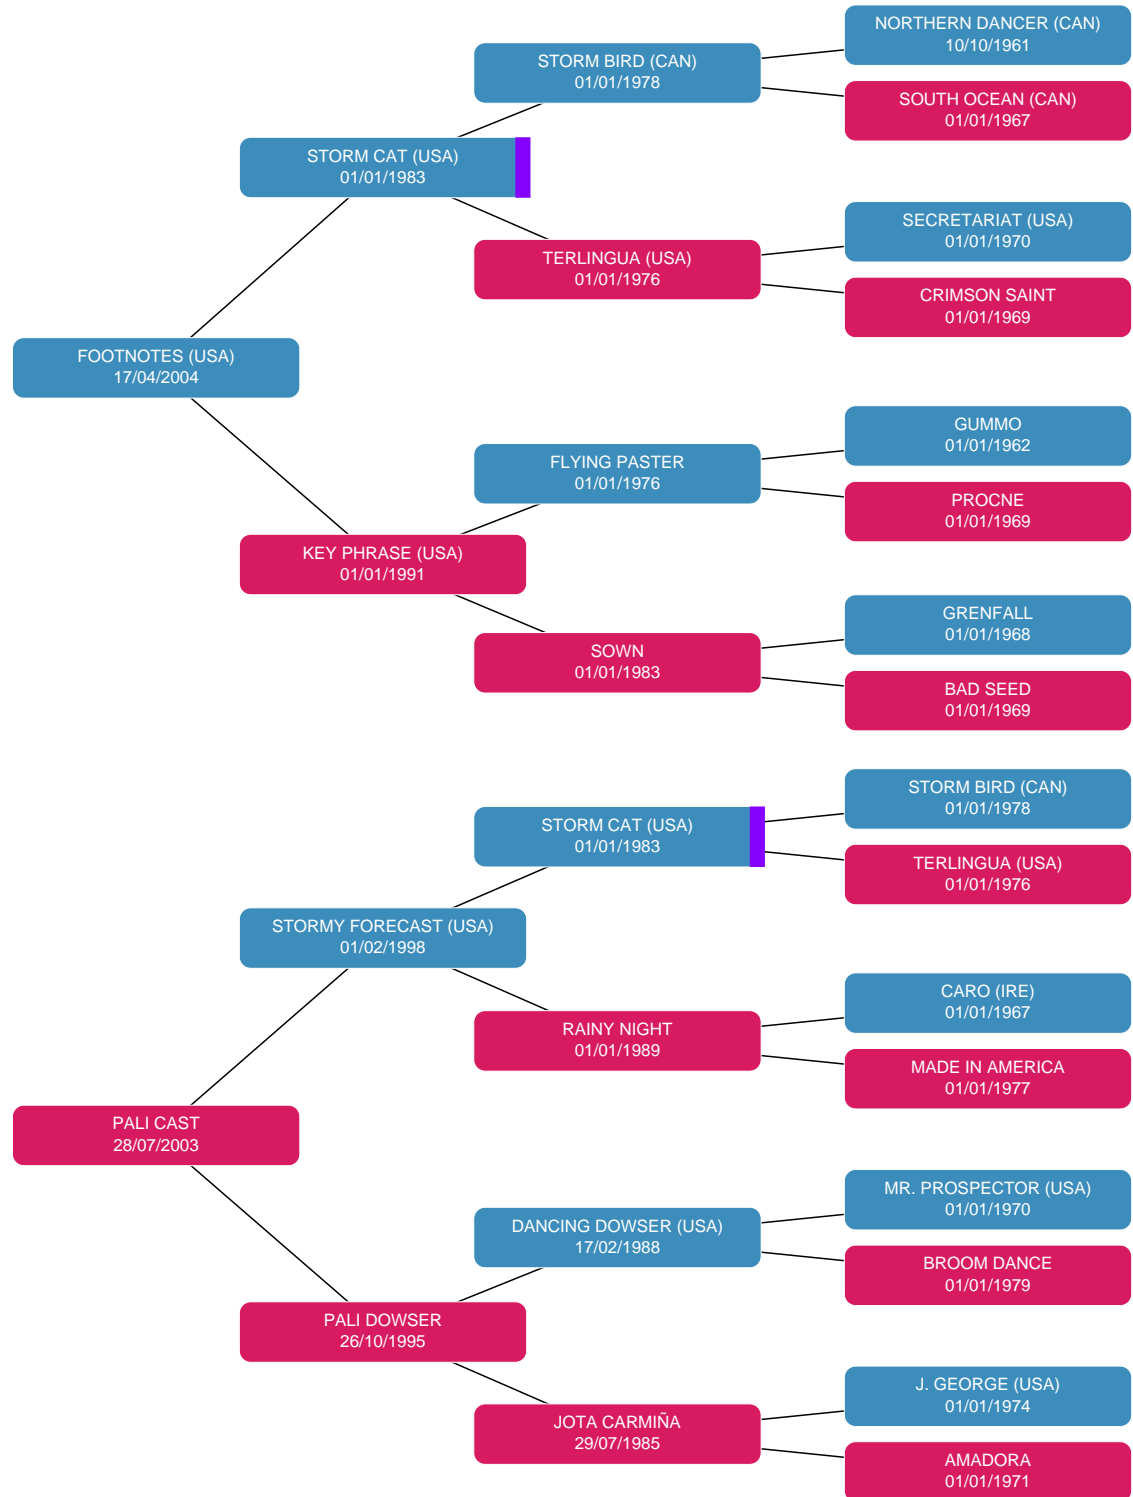 NORTHERN DANCER (CAN)
10/10/1961
STORM BIRD (CAN)
01/01/1978
SOUTH OCEAN (CAN)
01/01/1967
STORM CAT (USA)
01/01/1983
SECRETARIAT (USA)
01/01/1970
TERLINGUA (USA)
01/01/1976
CRIMSON SAINT
01/01/1969
FOOTNOTES (USA)
17/04/2004
GUMMO
01/01/1962
FLYING PASTER
01/01/1976
PROCNE
01/01/1969
KEY PHRASE (USA)
01/01/1991
GRENFALL
01/01/1968
SOWN
01/01/1983
BAD SEED
01/01/1969
STORM BIRD (CAN)
01/01/1978
STORM CAT (USA)
01/01/1983
TERLINGUA (USA)
01/01/1976
STORMY FORECAST (USA)
01/02/1998
CARO (IRE)
01/01/1967
RAINY NIGHT
01/01/1989
MADE IN AMERICA
01/01/1977
PALI CAST
28/07/2003
MR. PROSPECTOR (USA)
01/01/1970
DANCING DOWSER (USA)
17/02/1988
BROOM DANCE
01/01/1979
PALI DOWSER
26/10/1995
J. GEORGE (USA)
01/01/1974
JOTA CARMIÑA
29/07/1985
AMADORA
01/01/1971